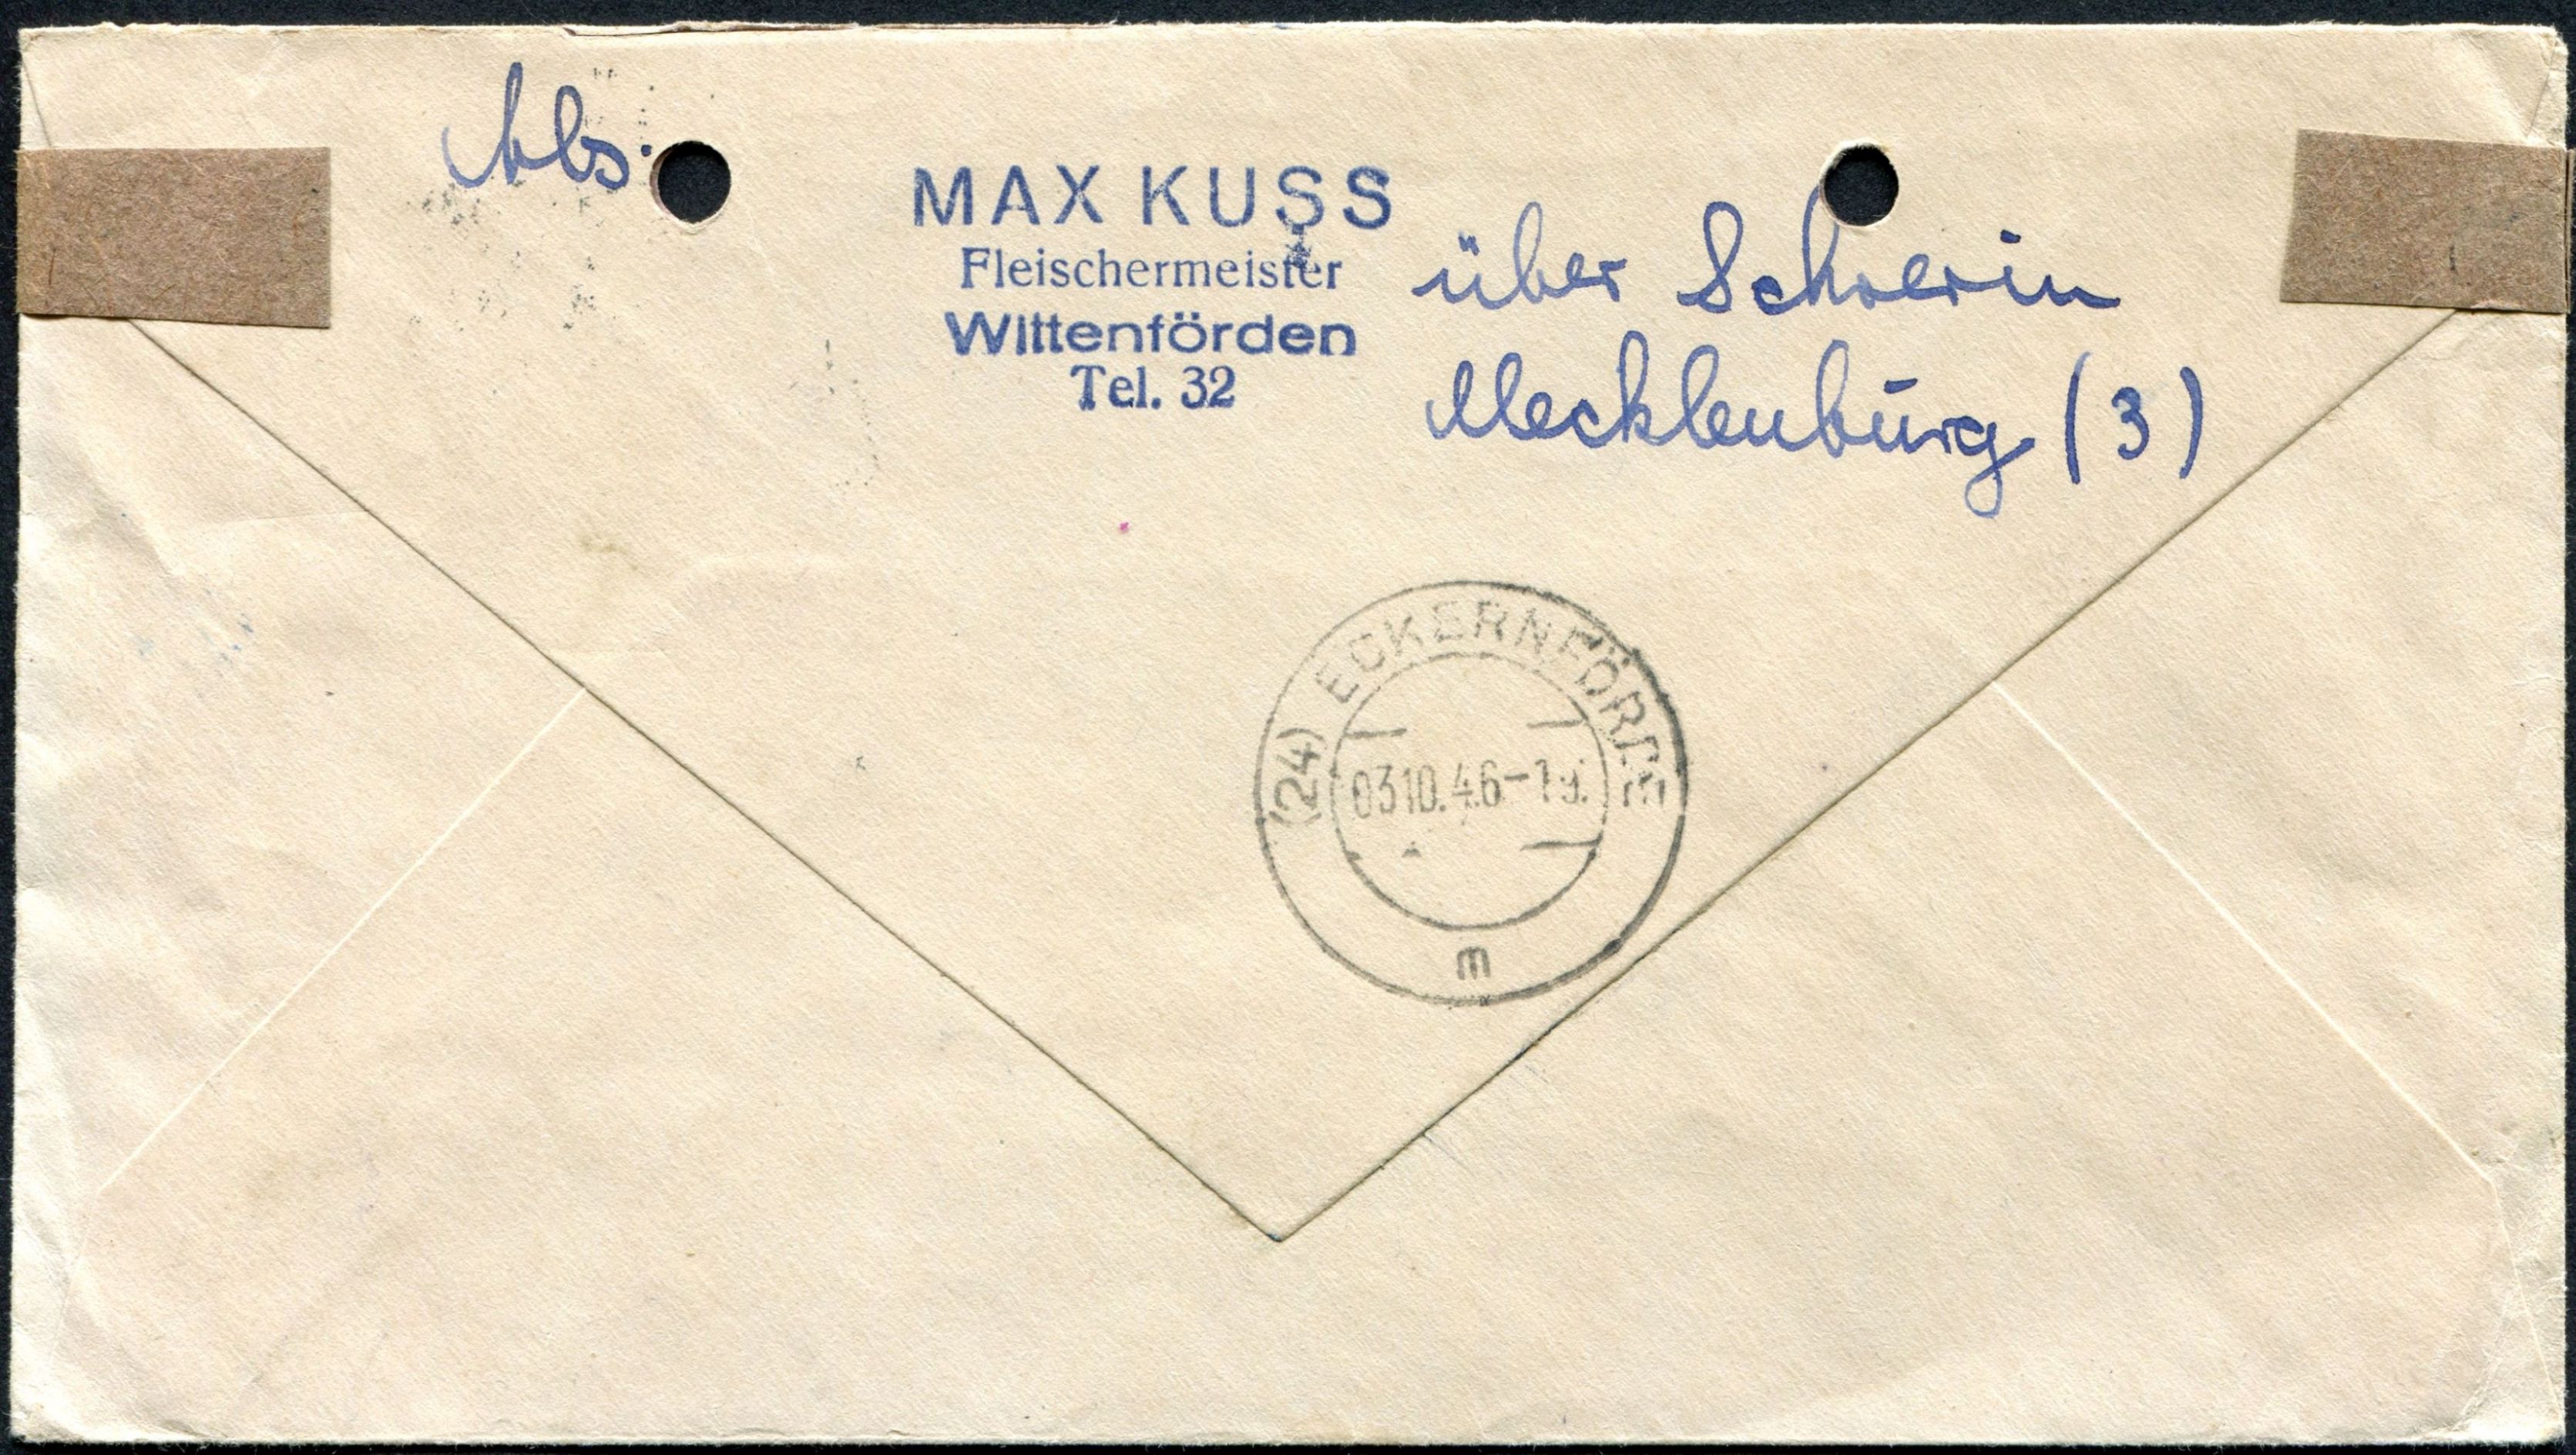 Abs.
MAX KUSS
Fleischermeister
Wittenförden
Tel. 32
über Schwerin
Mecklenburg (3)
(24) ECKERNFÖRDE
03.10.46-19.
m